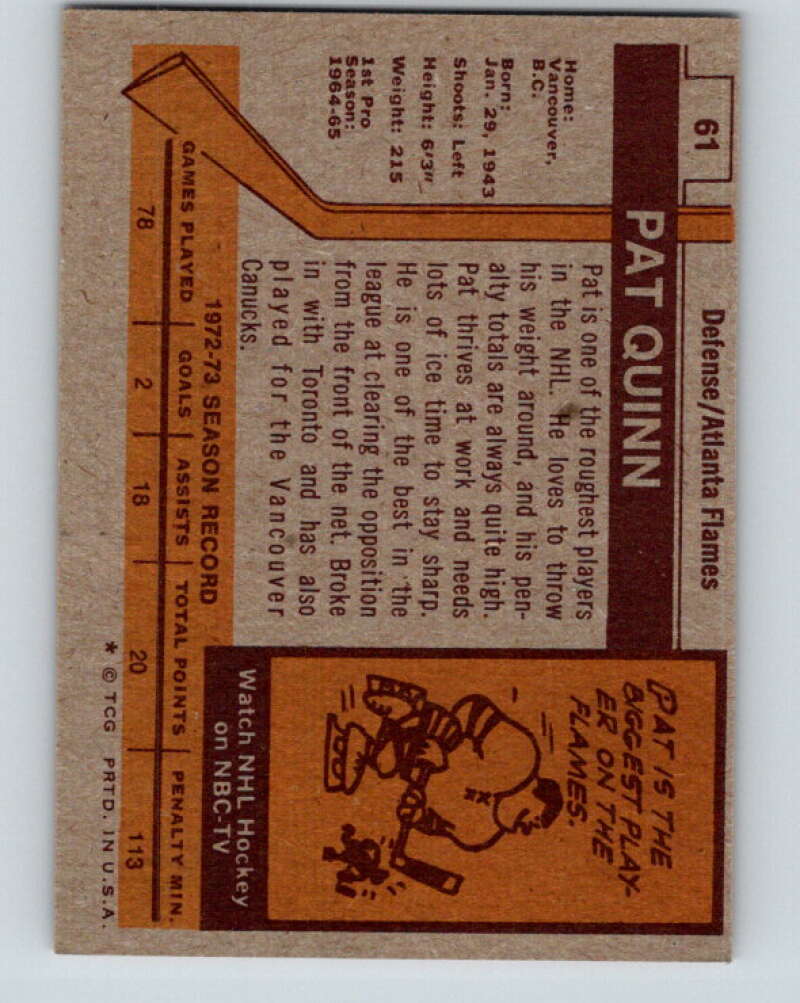 61
Defense/Atlanta Flames
PAT QUINN
Home:
Vancouver,
B.C.
Born:
Jan. 29, 1943
Shoots: Left
Height: 6'3"
Weight: 215
1st Pro
Season:
1964-65
Pat is one of the roughest players
in the NHL. He loves to throw
his weight around, and his pen-
alty totals are always quite high.
Pat thrives at work and needs
lots of ice time to stay sharp.
He is one of the best in the
league at clearing the opposition
from the front of the net. Broke
in with Toronto and has also
played for the Vancouver
Canucks.
PAT IS THE
BIGGEST PLAY-
ER ON THE
FLAMES.
Watch NHL Hockey
on NBC-TV
1972-73 SEASON RECORD
GAMES PLAYED GOALS ASSISTS TOTAL POINTS PENALTY MIN.
78 2 18 20 113
* © TCG PRTD. IN U.S.A.